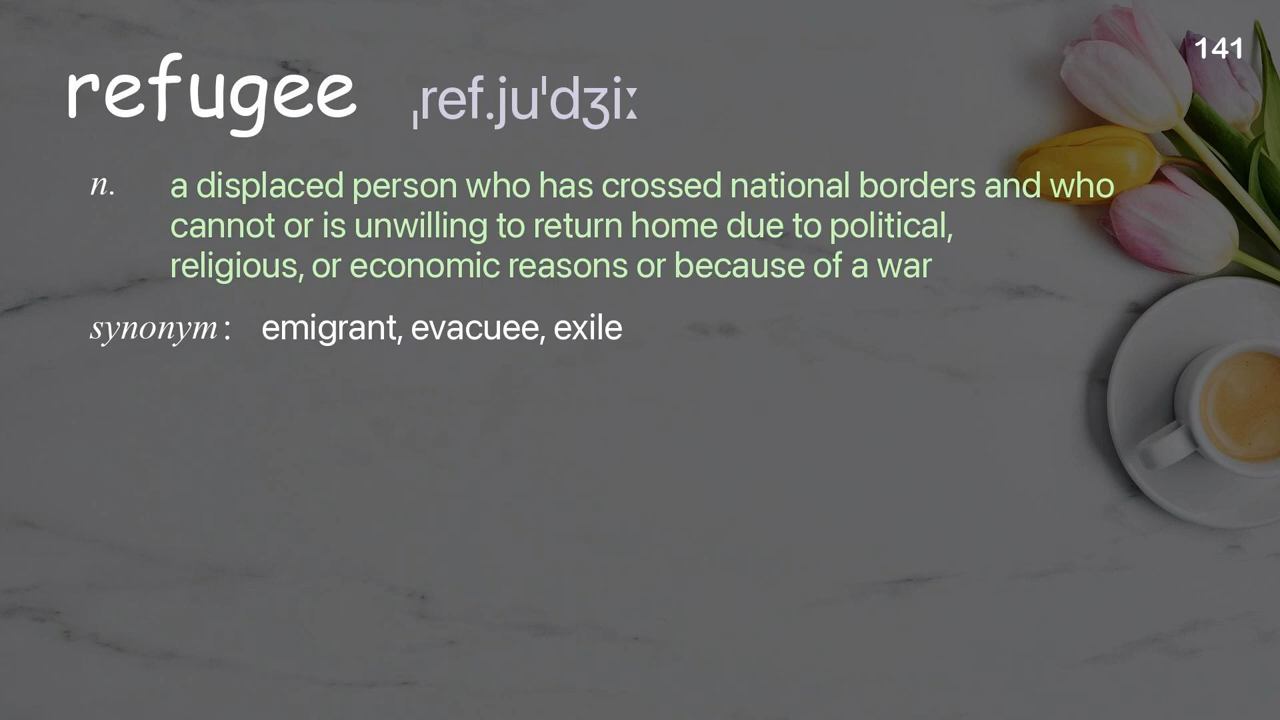 141
refugee ˌref.juˈdʒiː
n. a displaced person who has crossed national borders and who
cannot or is unwilling to return home due to political,
religious, or economic reasons or because of a war
synonym: emigrant, evacuee, exile